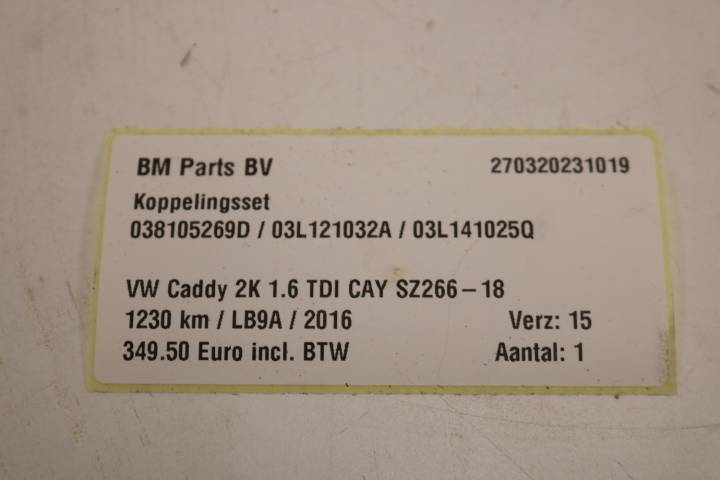 BM Parts BV 270320231019
Koppelingsset
038105269D / 03L121032A / 03L141025Q
VW Caddy 2K 1.6 TDI CAY SZ266-18
1230 km / LB9A / 2016 Verz: 15
349.50 Euro incl. BTW Aantal: 1